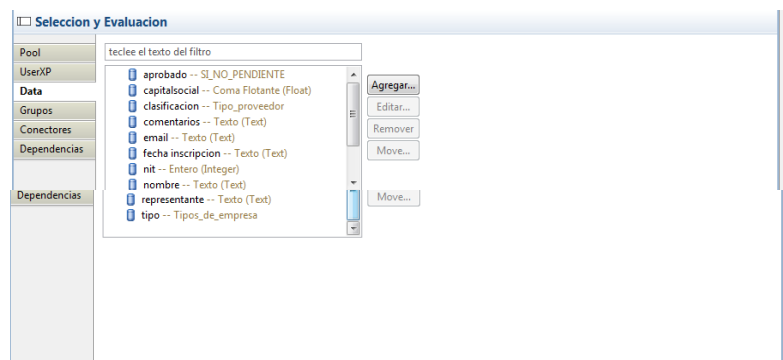 Seleccion y Evaluacion
Pool
teclee el texto del filtro
UserXP
aprobado -- SI_NO_PENDIENTE
Agregar...
Data
capitalsocial -- Coma Flotante (Float)
clasificacion -- Tipo_proveedor
Editar...
Grupos
comentarios -- Texto (Text)
Remover
Conectores
email -- Texto (Text)
Dependencias
fecha inscripcion -- Texto (Text)
Move...
nit -- Entero (Integer)
nombre -- Texto (Text)
Dependencias
representante -- Texto (Text)
Move...
tipo -- Tipos_de_empresa